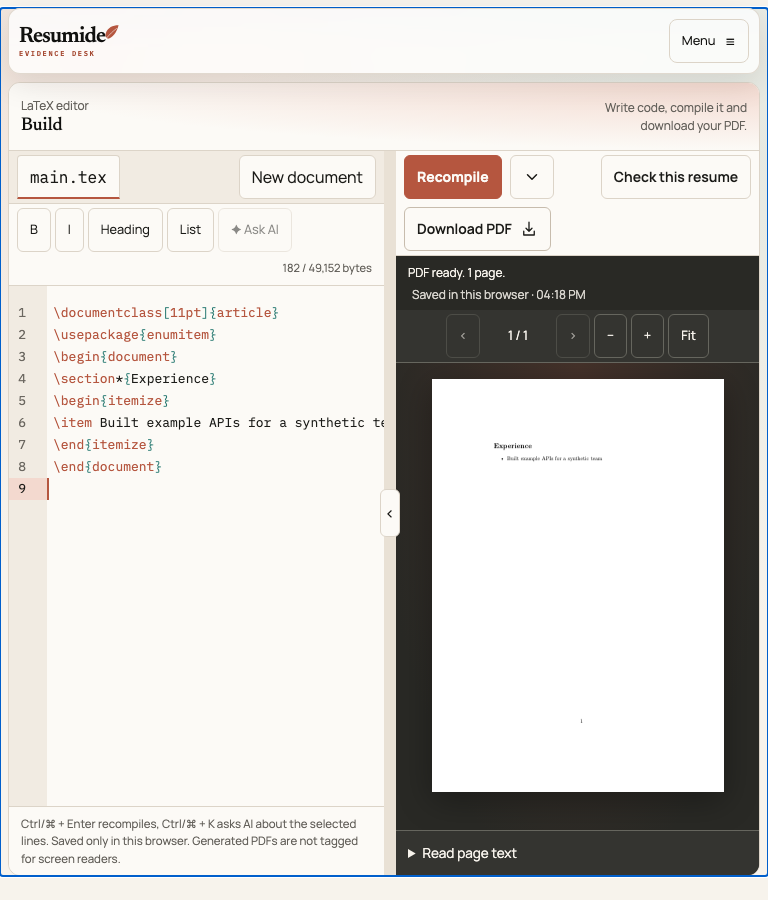 Resumide
EVIDENCE DESK
Menu
LaTeX editor
Build
Write code, compile it and
download your PDF.
main.tex
New document
Recompile
Check this resume
B
I
Heading
List
Ask AI
Download PDF
182 / 49,152 bytes
PDF ready. 1 page.
Saved in this browser · 04:18 PM
1 / 1
Fit
1 \documentclass[11pt]{article}
2 \usepackage{enumitem}
3 \begin{document}
4 \section*{Experience}
5 \begin{itemize}
6 \item Built example APIs for a synthetic te
7 \end{itemize}
8 \end{document}
9
Experience
• Built example APIs for a synthetic team
1
Ctrl/⌘ + Enter recompiles, Ctrl/⌘ + K asks AI about the selected
lines. Saved only in this browser. Generated PDFs are not tagged
for screen readers.
Read page text